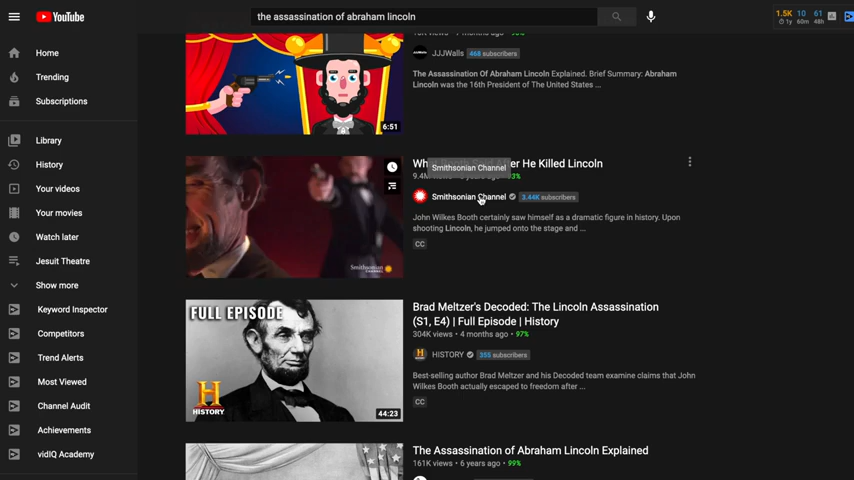 YouTube
the assassination of abraham lincoln
1.5K 10 61
1y 60m 48h
Home
Trending
Subscriptions
Library
History
Your videos
Your movies
Watch later
Jesuit Theatre
Show more
Keyword Inspector
Competitors
Trend Alerts
Most Viewed
Channel Audit
Achievements
vidIQ Academy
6:51
JJJWalls 468 subscribers
The Assassination Of Abraham Lincoln Explained. Brief Summary: Abraham
Lincoln was the 16th President of The United States ...
Smithsonian Channel
He Killed Lincoln
Smithsonian Channel
Smithsonian Channel 3.44K subscribers
John Wilkes Booth certainly saw himself as a dramatic figure in history. Upon
shooting Lincoln, he jumped onto the stage and ...
CC
FULL EPISODE
H
HISTORY
44:23
Brad Meltzer's Decoded: The Lincoln Assassination
(S1, E4) | Full Episode | History
304K views • 4 months ago • 97%
H HISTORY 355 subscribers
Best-selling author Brad Meltzer and his Decoded team examine claims that John
Wilkes Booth actually escaped to freedom after ...
CC
The Assassination of Abraham Lincoln Explained
161K views • 6 years ago • 99%